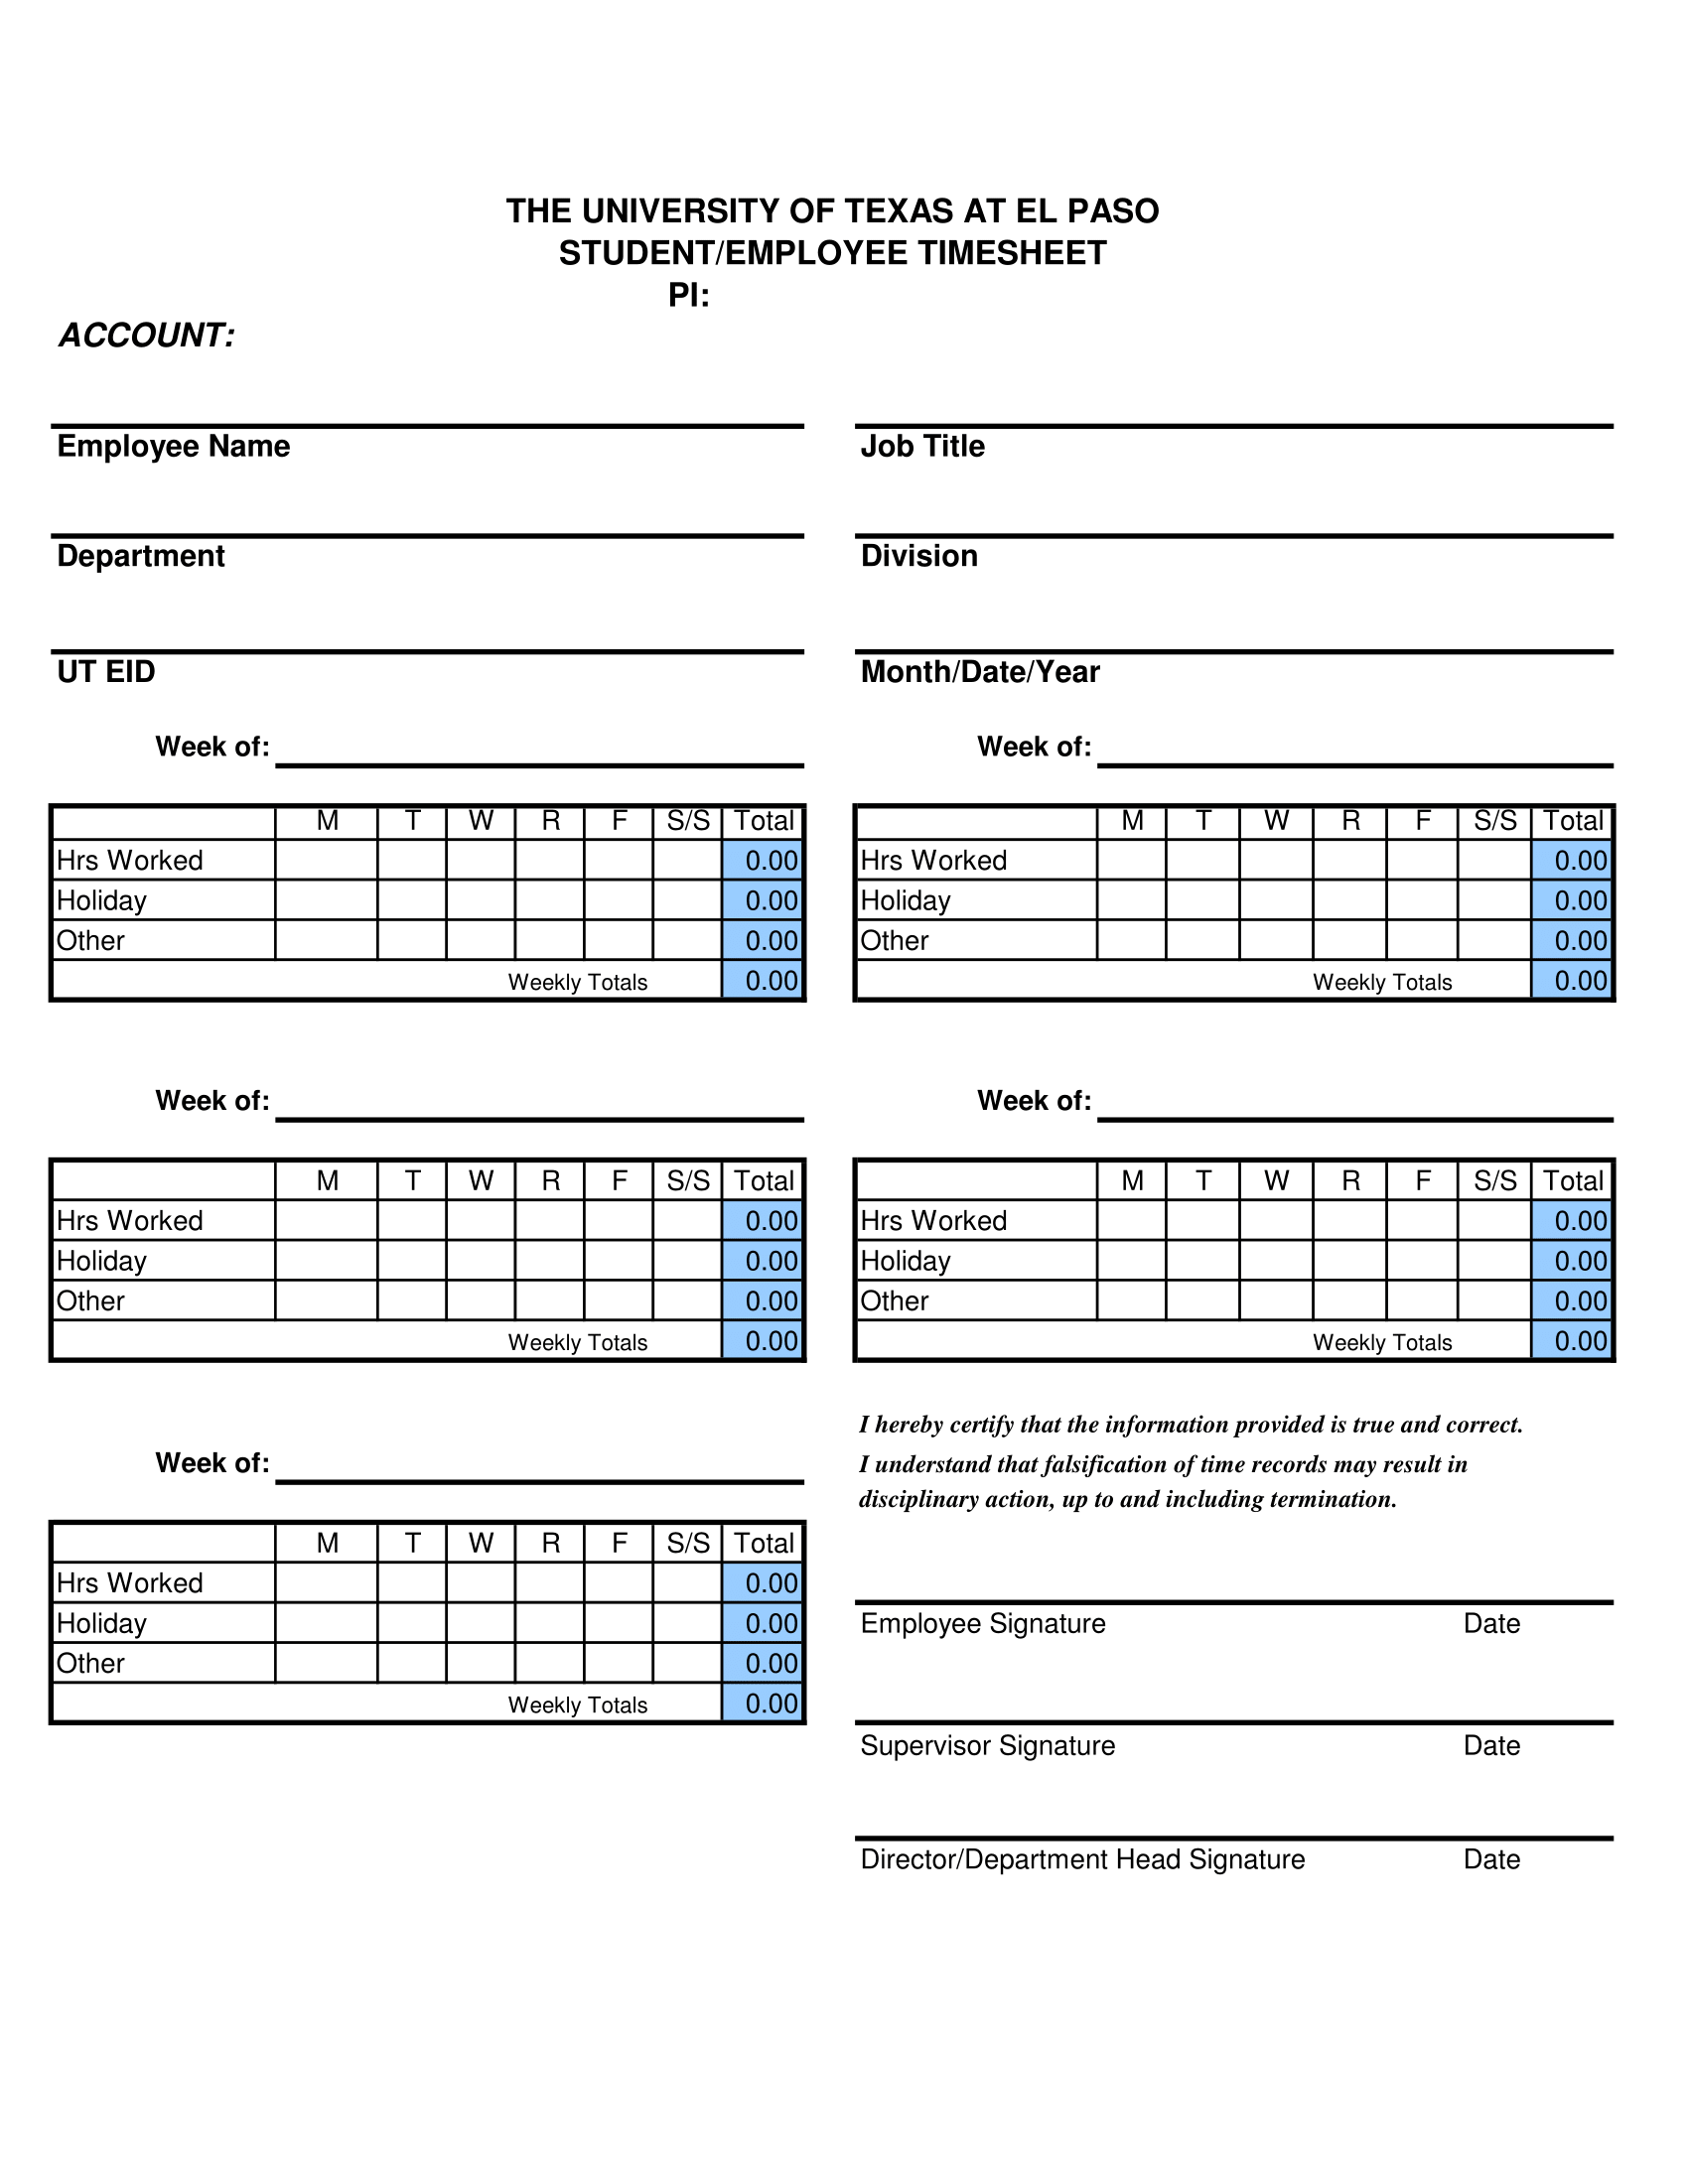 THE UNIVERSITY OF TEXAS AT EL PASO
STUDENT/EMPLOYEE TIMESHEET
PI:
ACCOUNT:
Employee Name Job Title
Department Division
UT EID Month/Date/Year
Week of: Week of:
M T W R F S/S Total M T W R F S/S Total
Hrs Worked 0.00 Hrs Worked 0.00
Holiday 0.00 Holiday 0.00
Other 0.00 Other 0.00
Weekly Totals 0.00 Weekly Totals 0.00
Week of: Week of:
M T W R F S/S Total M T W R F S/S Total
Hrs Worked 0.00 Hrs Worked 0.00
Holiday 0.00 Holiday 0.00
Other 0.00 Other 0.00
Weekly Totals 0.00 Weekly Totals 0.00
Week of:
M T W R F S/S Total
Hrs Worked 0.00
Holiday 0.00
Other 0.00
Weekly Totals 0.00
I hereby certify that the information provided is true and correct.
I understand that falsification of time records may result in
disciplinary action, up to and including termination.
Employee Signature Date
Supervisor Signature Date
Director/Department Head Signature Date